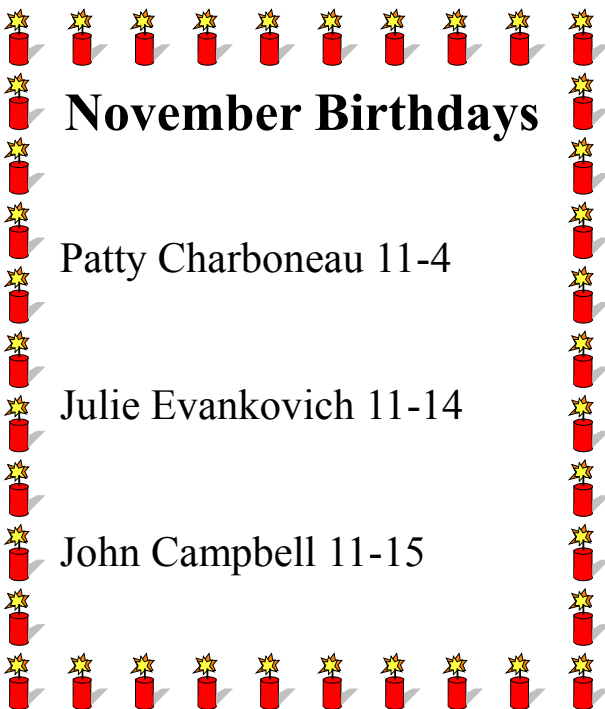 November Birthdays
Patty Charboneau 11-4
Julie Evankovich 11-14
John Campbell 11-15